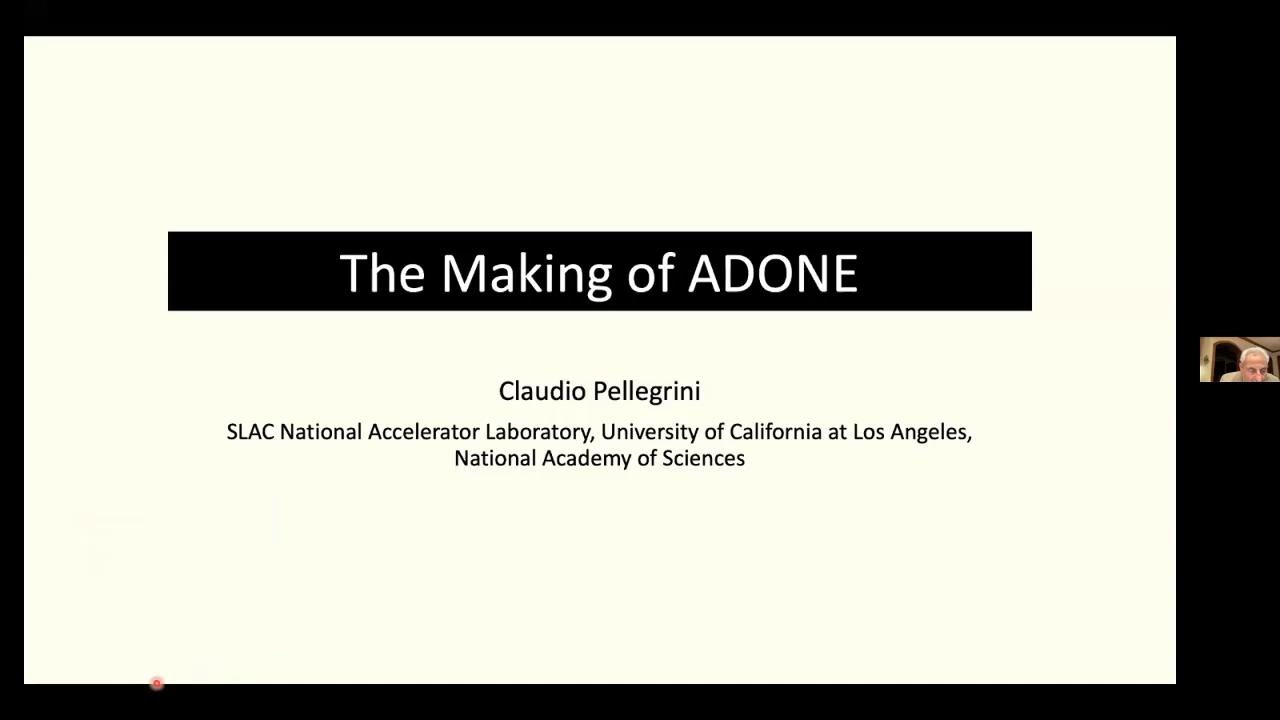 The Making of ADONE
Claudio Pellegrini
SLAC National Accelerator Laboratory, University of California at Los Angeles,
National Academy of Sciences